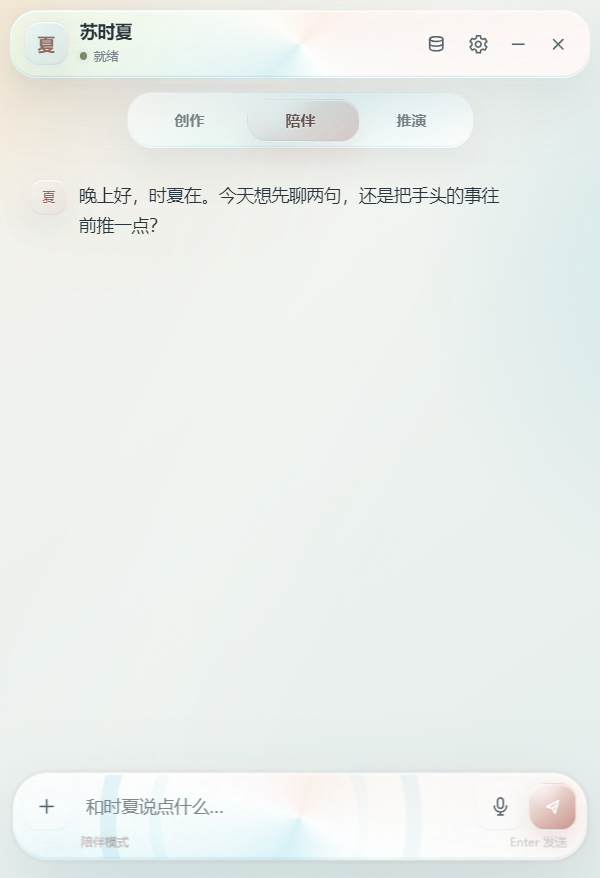 夏
苏时夏
就绪
创作 陪伴 推演
夏
晚上好，时夏在。今天想先聊两句，还是把手头的事往
前推一点？
和时夏说点什么...
陪伴模式 Enter 发送